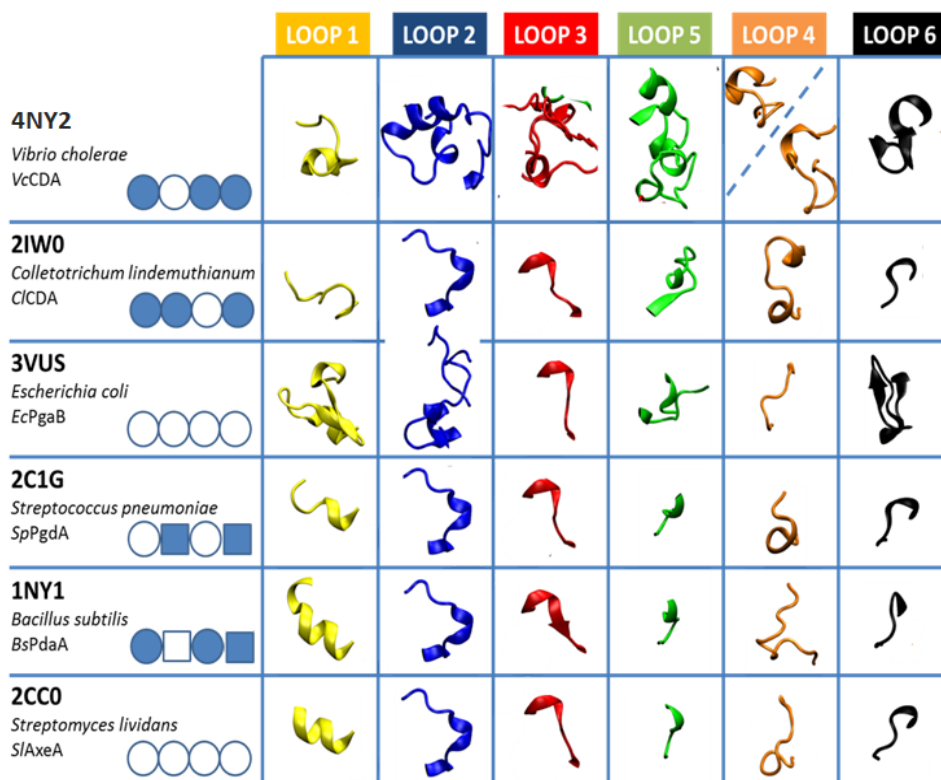 LOOP 1 LOOP 2 LOOP 3 LOOP 5 LOOP 4 LOOP 6
4NY2
Vibrio cholerae
VcCDA
2IW0
Colletotrichum lindemuthianum
ClCDA
3VUS
Escherichia coli
EcPgaB
2C1G
Streptococcus pneumoniae
SpPgdA
1NY1
Bacillus subtilis
BsPdaA
2CC0
Streptomyces lividans
SlAxeA